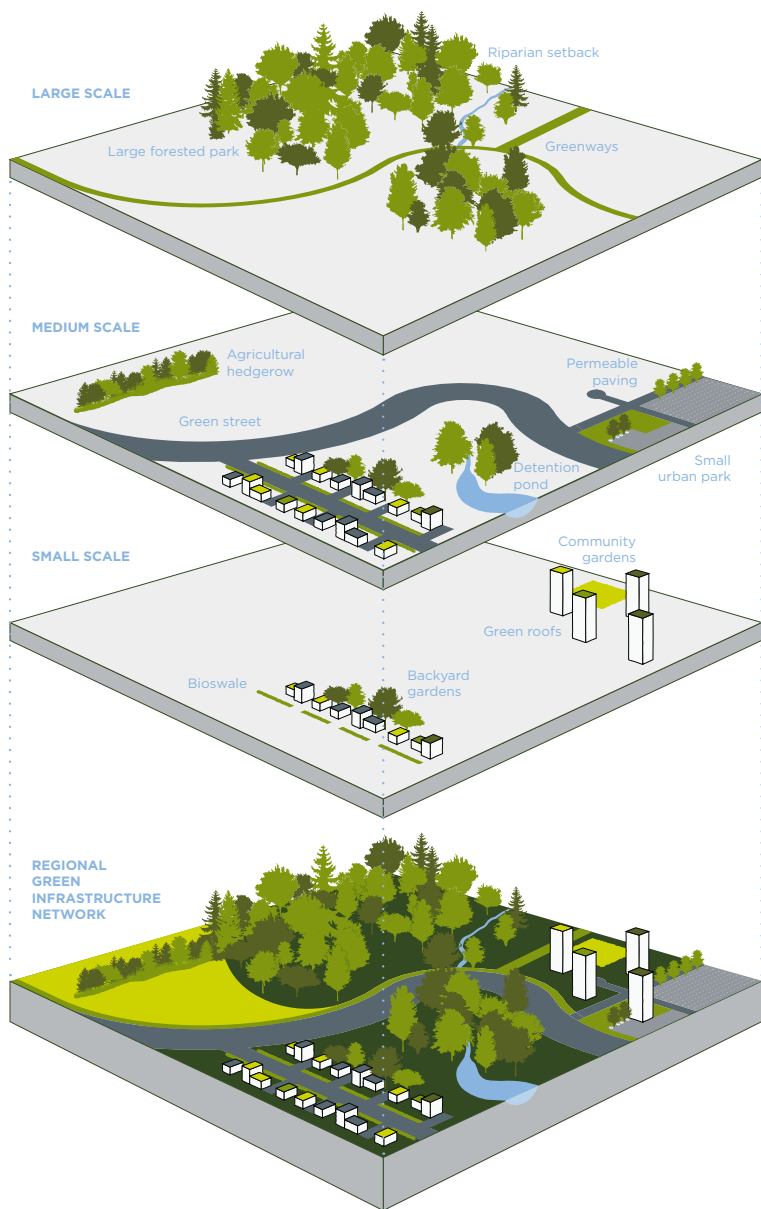 Riparian setback
LARGE SCALE
Large forested park
Greenways
MEDIUM SCALE
Agricultural
hedgerow
Permeable
paving
Green street
Small
urban park
Detention
pond
SMALL SCALE
Community
gardens
Green roofs
Bioswale
Backyard
gardens
REGIONAL
GREEN
INFRASTRUCTURE
NETWORK